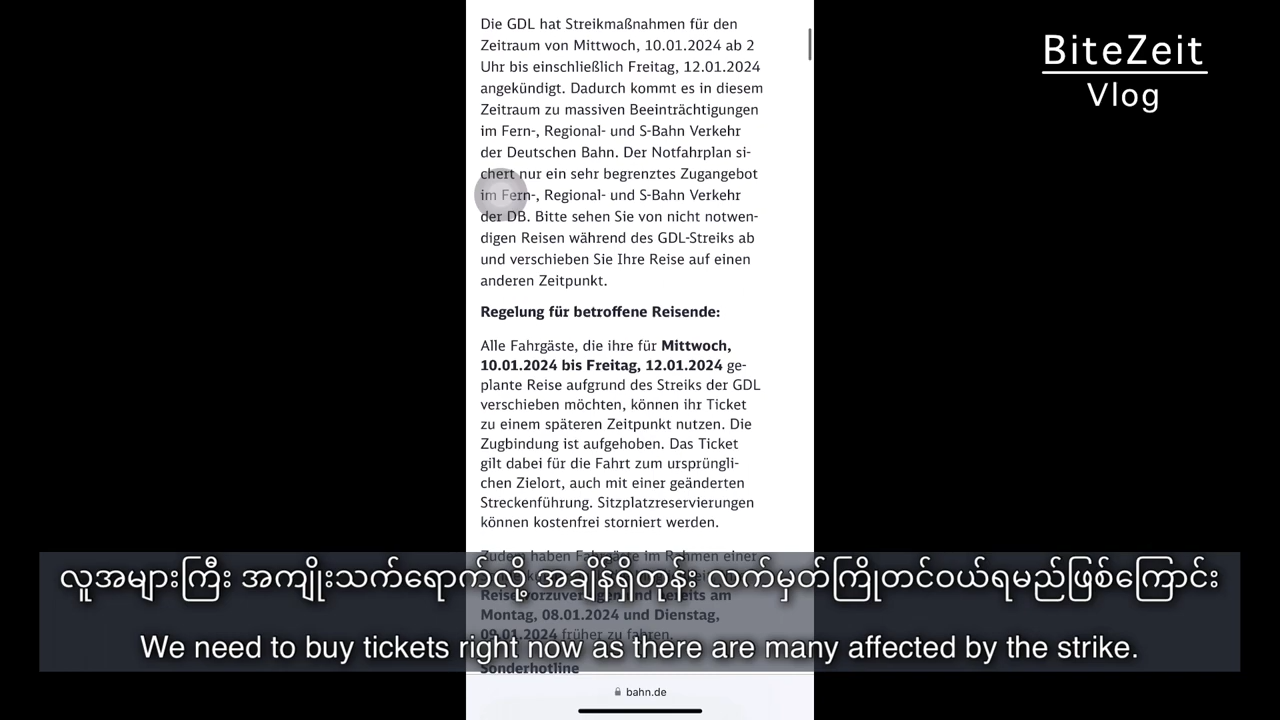 Die GDL hat Streikmaßnahmen für den
Zeitraum von Mittwoch, 10.01.2024 ab 2
Uhr bis einschließlich Freitag, 12.01.2024
angekündigt. Dadurch kommt es in diesem
Zeitraum zu massiven Beeinträchtigungen
im Fern-, Regional- und S-Bahn Verkehr
der Deutschen Bahn. Der Notfahrplan si-
chert nur ein sehr begrenztes Zugangebot
im Fern-, Regional- und S-Bahn Verkehr
der DB. Bitte sehen Sie von nicht notwen-
digen Reisen während des GDL-Streiks ab
und verschieben Sie Ihre Reise auf einen
anderen Zeitpunkt.
Regelung für betroffene Reisende:
Alle Fahrgäste, die ihre für Mittwoch,
10.01.2024 bis Freitag, 12.01.2024 ge-
plante Reise aufgrund des Streiks der GDL
verschieben möchten, können ihr Ticket
zu einem späteren Zeitpunkt nutzen. Die
Zugbindung ist aufgehoben. Das Ticket
gilt dabei für die Fahrt zum ursprüngli-
chen Zielort, auch mit einer geänderten
Streckenführung. Sitzplatzreservierungen
können kostenfrei storniert werden.
Zudem haben Fahrgäste im Rahmen einer
Montag, 08.01.2024 und Dienstag,
09.01.2024 früher zu fahren.
Sonderhotline
bahn.de
BiteZeit
Vlog
လူအများကြီး အကျိုးသက်ရောက်လို့ အချိန်ရှိတုန်း လက်မှတ်ကြိုတင်ဝယ်ရမည်ဖြစ်ကြောင်း
We need to buy tickets right now as there are many affected by the strike.